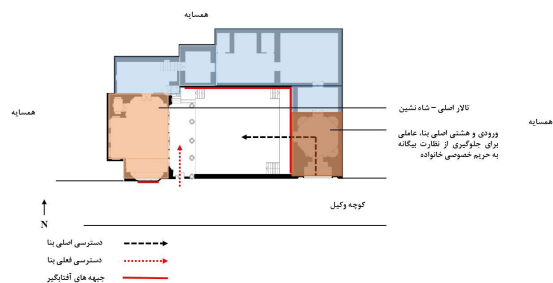 همسایه
تالار اصلی - شاه نشین
همسایه
همسایه
ورودی و هشتی اصلی بنا، عاملی
برای جلوگیری از نظارت بیگانه
به حریم خصوصی خانواده
کوچه وکیل
N
دسترسی اصلی بنا
دسترسی فعلی بنا
جبهه های آفتابگیر